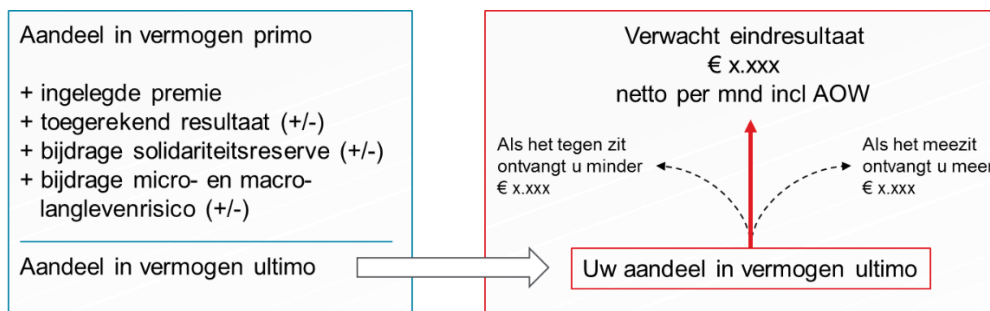 Aandeel in vermogen primo
+ ingelegde premie
+ toegerekend resultaat (+/-)
+ bijdrage solidariteitsreserve (+/-)
+ bijdrage micro- en macro-
langlevenrisico (+/-)
Aandeel in vermogen ultimo
Verwacht eindresultaat
€ x.xxx
netto per mnd incl AOW
Als het tegen zit
ontvangt u minder
€ x.xxx
Als het meezit
ontvangt u meer
€ x.xxx
Uw aandeel in vermogen ultimo